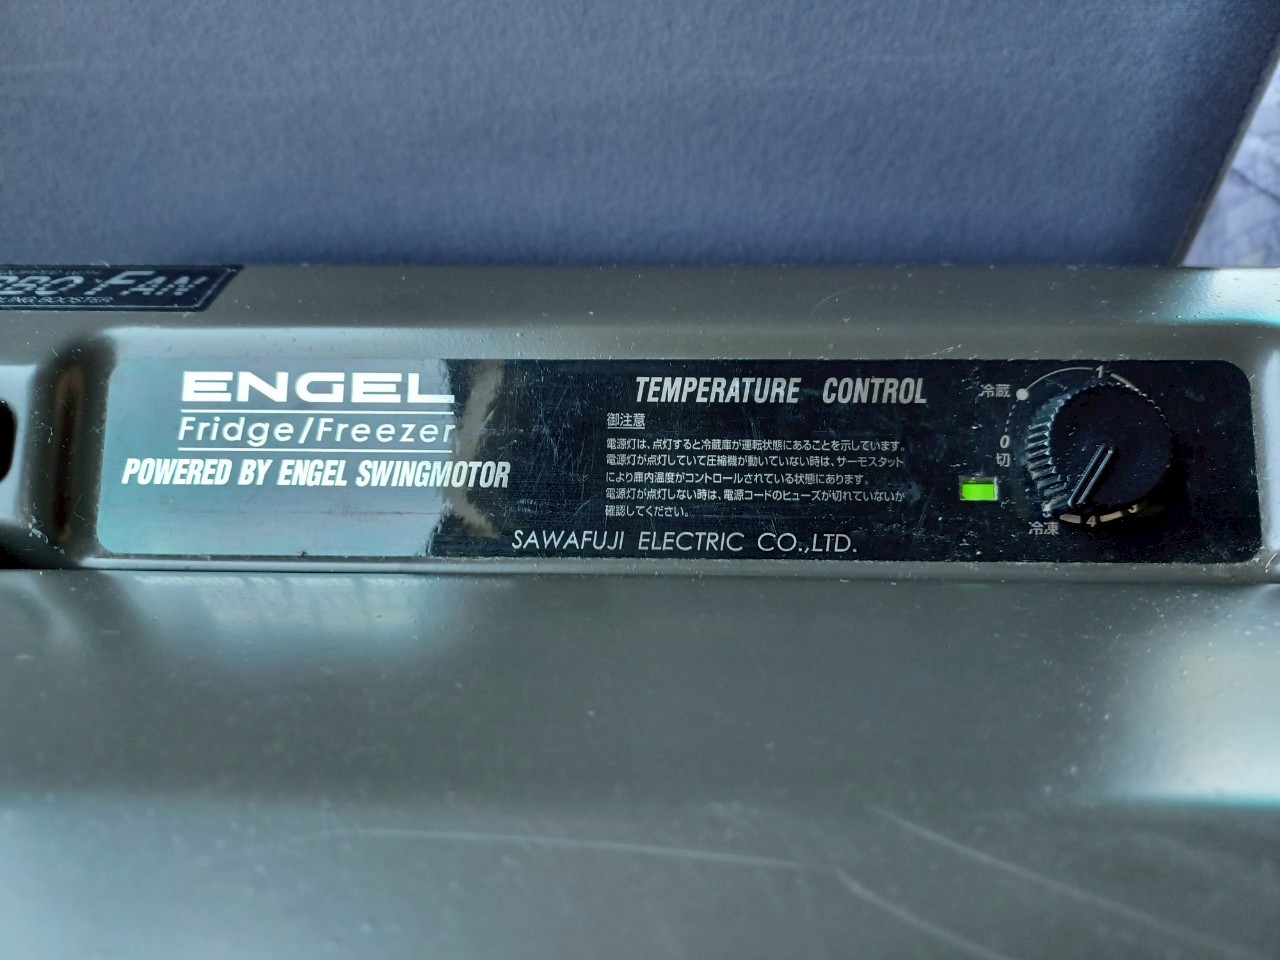 FAN
BOOSTER
ENGEL
Fridge/Freezer
POWERED BY ENGEL SWINGMOTOR
TEMPERATURE CONTROL
御注意
電源灯は、点灯すると冷蔵庫が運転状態にあることを示しています。
電源灯が点灯していて圧縮機が動いていない時は、サーモスタット
により庫内温度がコントロールされている状態にあります。
電源灯が点灯しない時は、電源コードのヒューズが切れていないか
確認してください。
SAWAFUJI ELECTRIC CO.,LTD.
冷蔵
1
0
切
冷凍
4